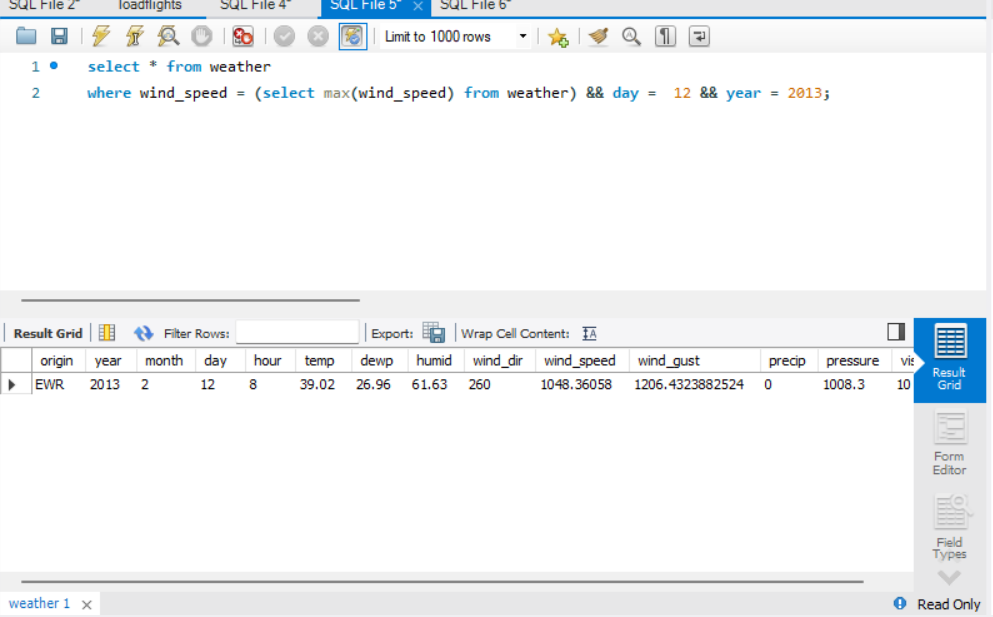 SQL File 2* loadflights SQL File 4* SQL File 5* SQL File 6*
Limit to 1000 rows
1 select * from weather
2 where wind_speed = (select max(wind_speed) from weather) && day = 12 && year = 2013;
Result Grid Filter Rows: Export: Wrap Cell Content: IA
origin year month day hour temp dewp humid wind_dir wind_speed wind_gust precip pressure vis
EWR 2013 2 12 8 39.02 26.96 61.63 260 1048.36058 1206.4323882524 0 1008.3 10
Result
Grid
Form
Editor
Field
Types
weather 1 Read Only